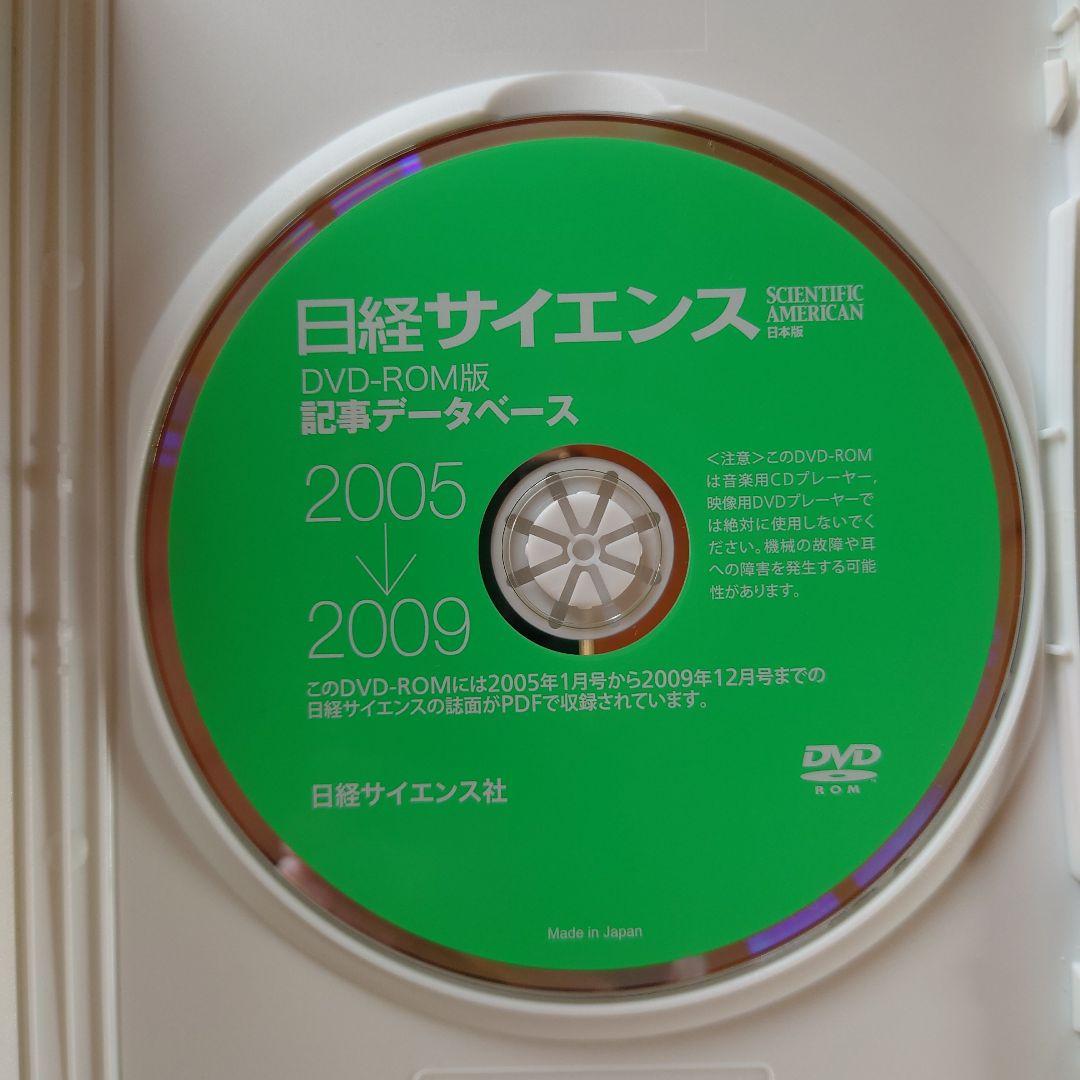 日経サイエンス
SCIENTIFIC
AMERICAN
日本版
DVD-ROM版
記事データベース
2005
↓
2009
<注意>このDVD-ROM
は音楽用CDプレーヤー,
映像用DVDプレーヤーで
は絶対に使用しないでく
ださい。機械の故障や耳
への障害を発生する可能
性があります。
このDVD-ROMには2005年1月号から2009年12月号までの
日経サイエンスの誌面がPDFで収録されています。
日経サイエンス社
DVD
ROM
Made in Japan